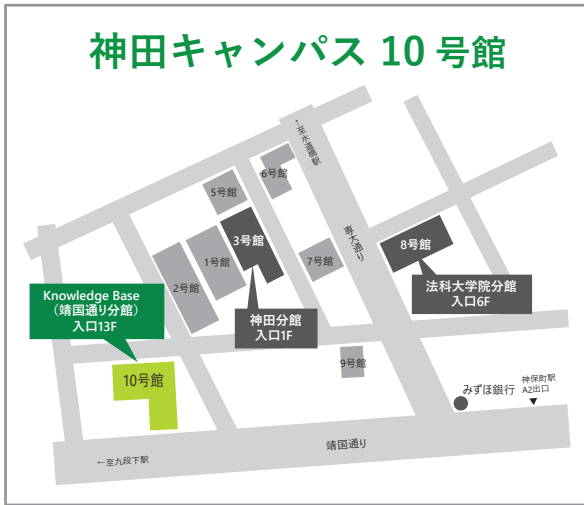 神田キャンパス 10 号館
←至水道橋駅
6号館
5号館
3号館
専大通り
8号館
1号館
7号館
2号館
法科大学院分館
入口6F
Knowledge Base
（靖国通り分館）
入口13F
神田分館
入口1F
9号館
10号館
みずほ銀行
神保町駅
A2出口
▼
靖国通り
←至九段下駅